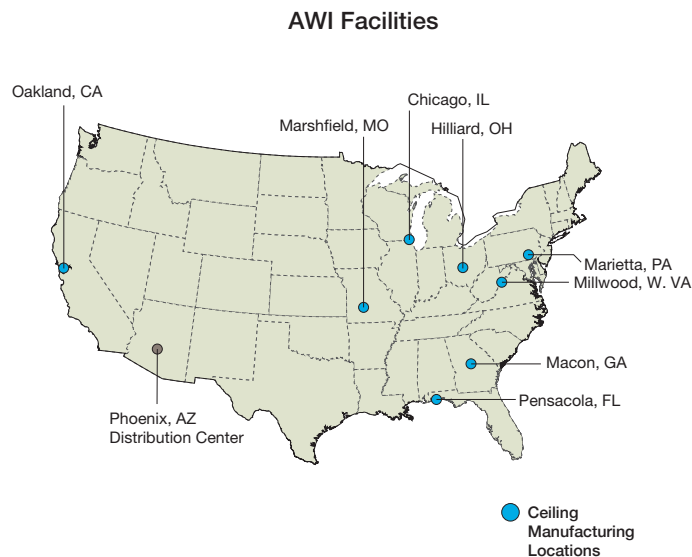 AWI Facilities
Oakland, CA
Chicago, IL
Marshfield, MO
Hilliard, OH
Marietta, PA
Millwood, W. VA
Macon, GA
Pensacola, FL
Phoenix, AZ
Distribution Center
Ceiling
Manufacturing
Locations